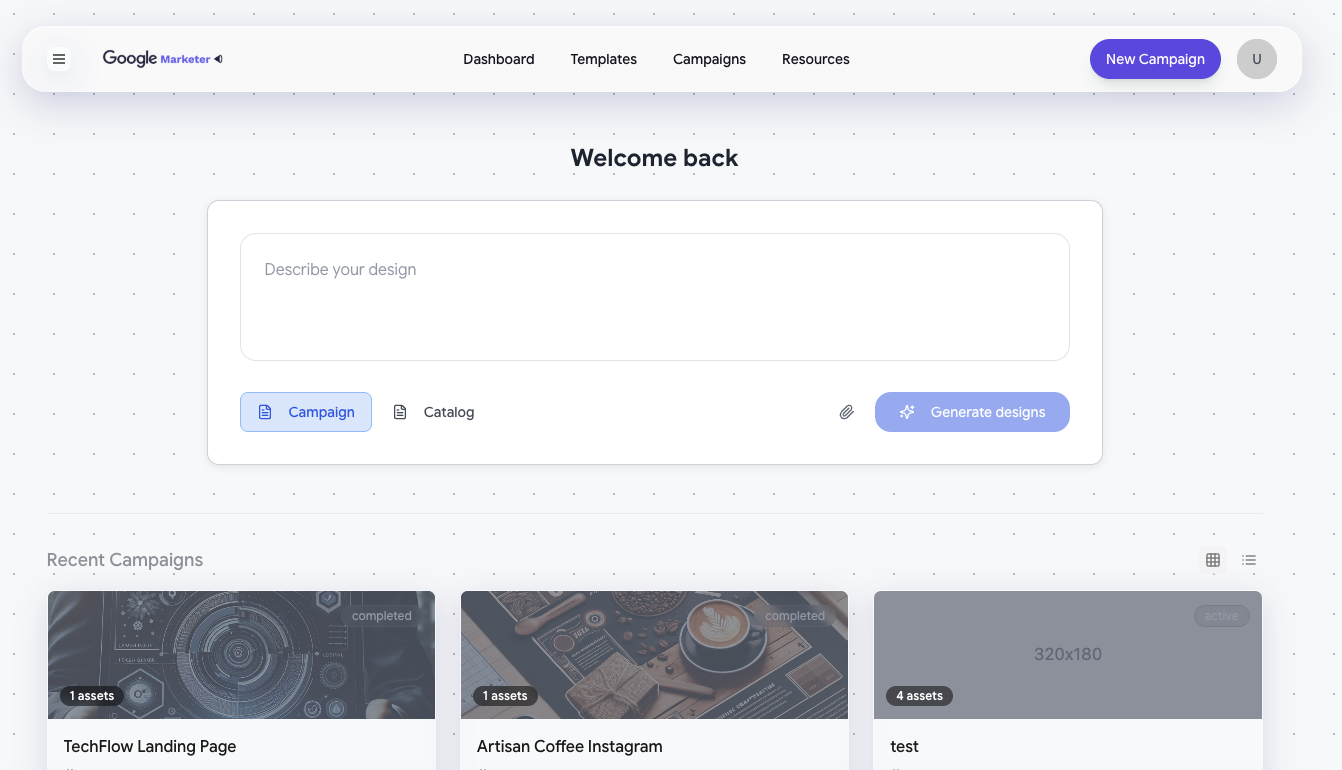 Google Marketer
Dashboard
Templates
Campaigns
Resources
New Campaign
U
Welcome back
Describe your design
Campaign
Catalog
Generate designs
Recent Campaigns
completed
1 assets
TechFlow Landing Page
completed
1 assets
Artisan Coffee Instagram
active
320x180
4 assets
test